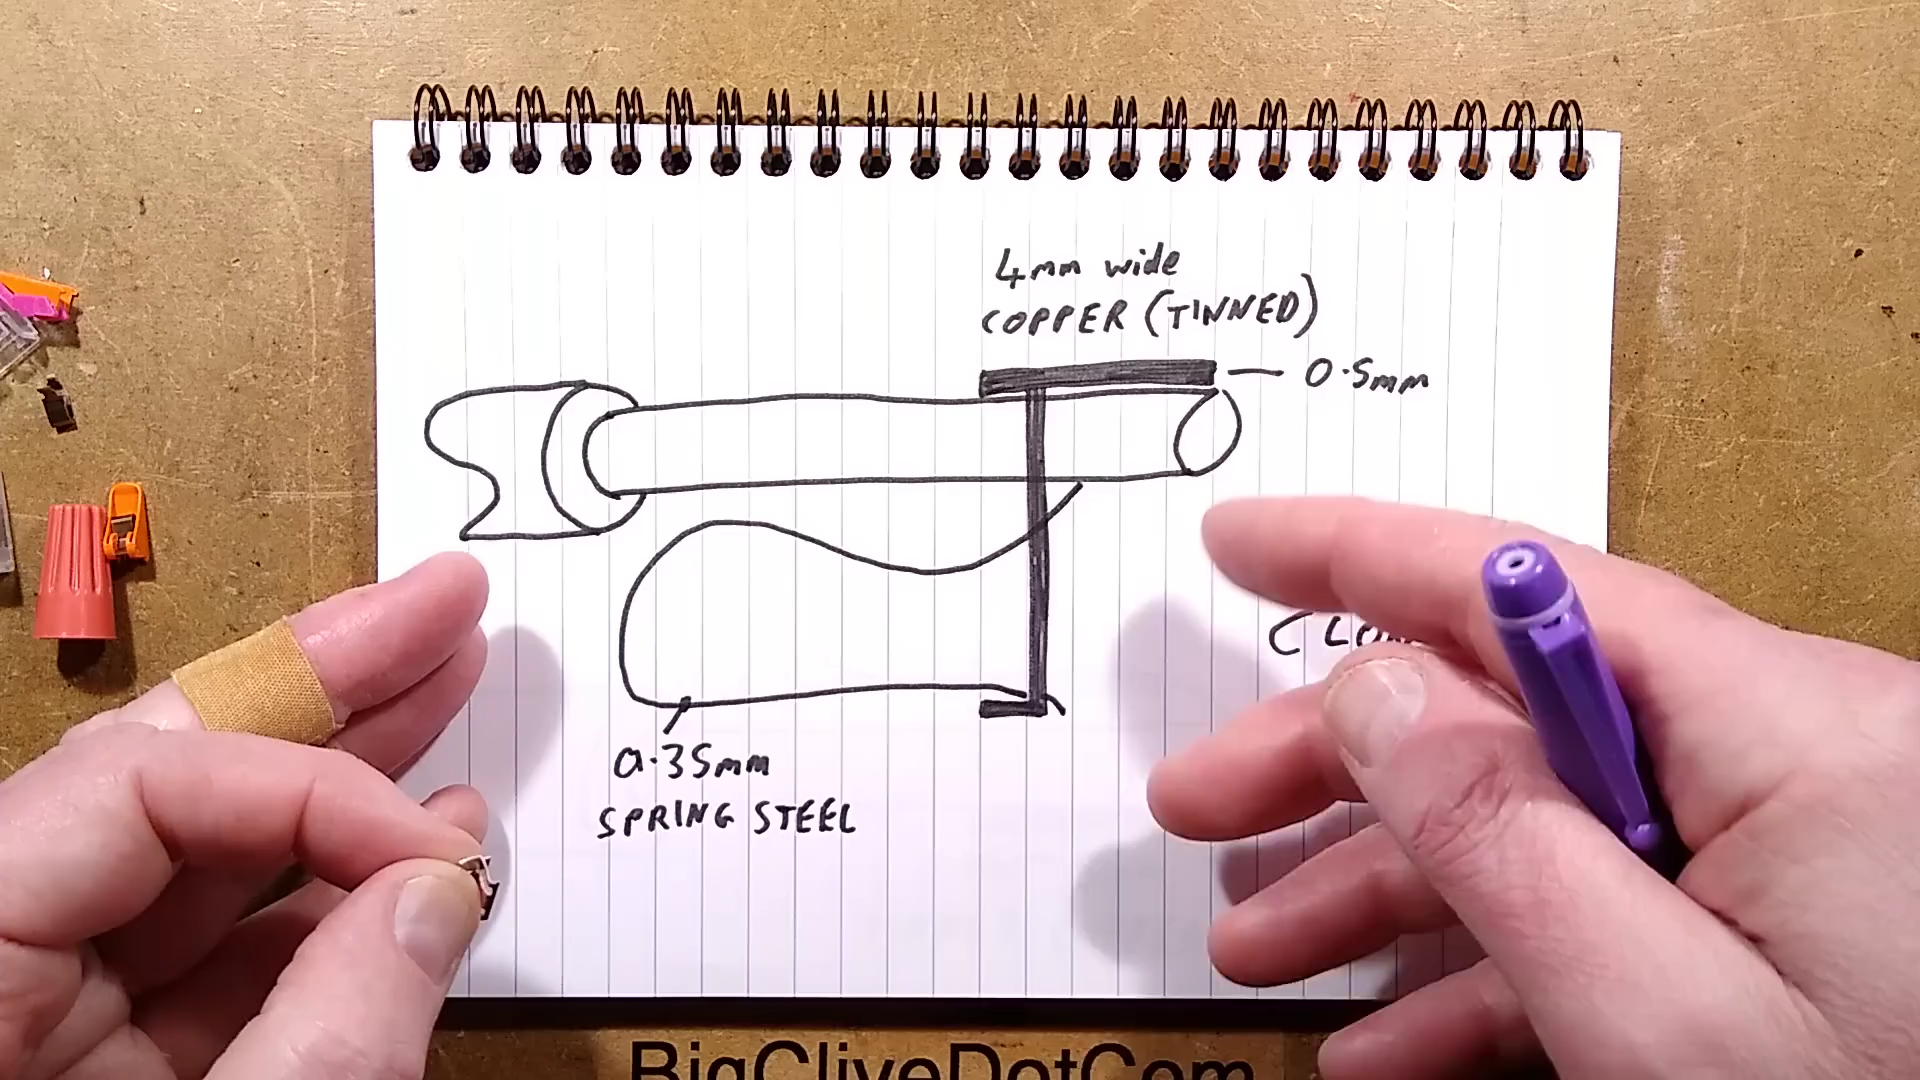 4mm wide
COPPER (TINNED)
0.5mm
0.35mm
SPRING STEEL
BigCliveDotCom